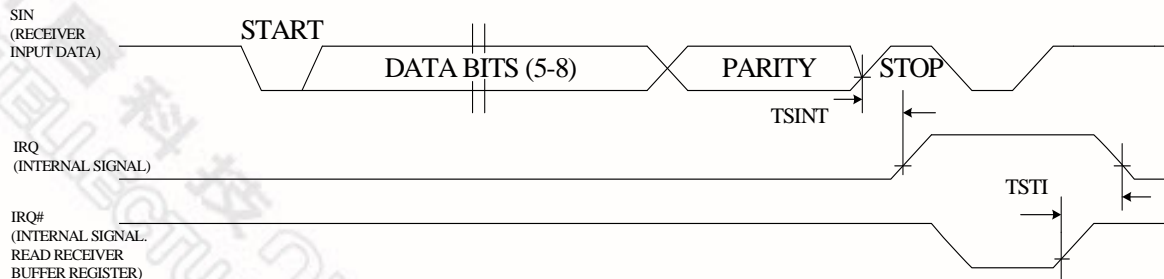 SIN
(RECEIVER
INPUT DATA)
START
DATA BITS (5-8)
PARITY
STOP
TSINT
IRQ
(INTERNAL SIGNAL)
TSTI
IRQ#
(INTERNAL SIGNAL.
READ RECEIVER
BUFFER REGISTER)